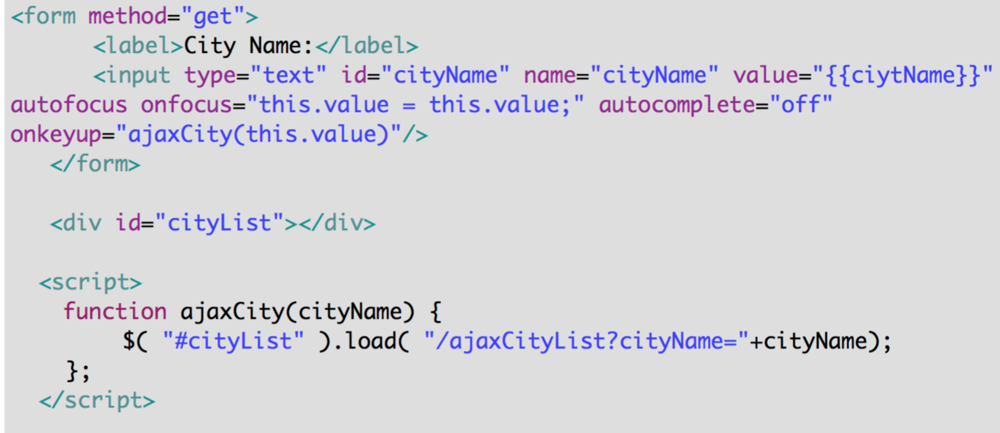 <form method="get">
<label>City Name:</label>
<input type="text" id="cityName" name="cityName" value="{{ciytName}}"
autofocus onfocus="this.value = this.value;" autocomplete="off"
onkeyup="ajaxCity(this.value)"/>
</form>
<div id="cityList"></div>
<script>
function ajaxCity(cityName) {
$( "#cityList" ).load( "/ajaxCityList?cityName="+cityName);
};
</script>